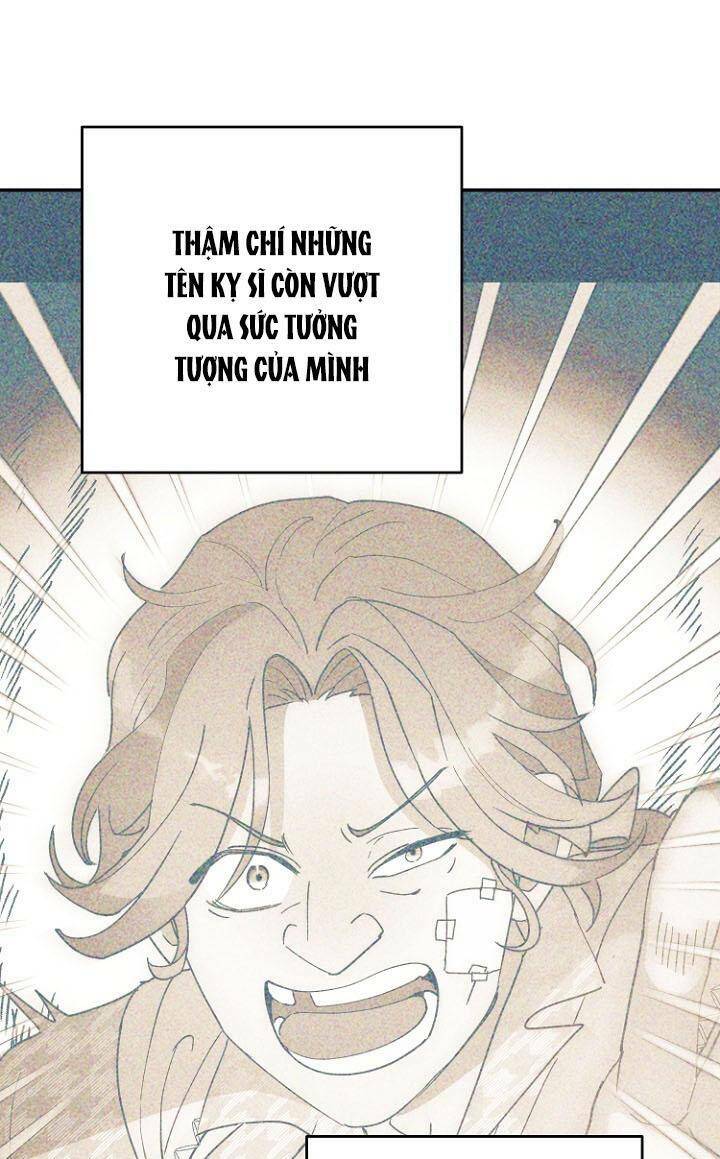 THẬM CHÍ NHỮNG
TÊN KỴ SĨ CÒN VƯỢT
QUA SỨC TƯỞNG
TƯỢNG CỦA MÌNH